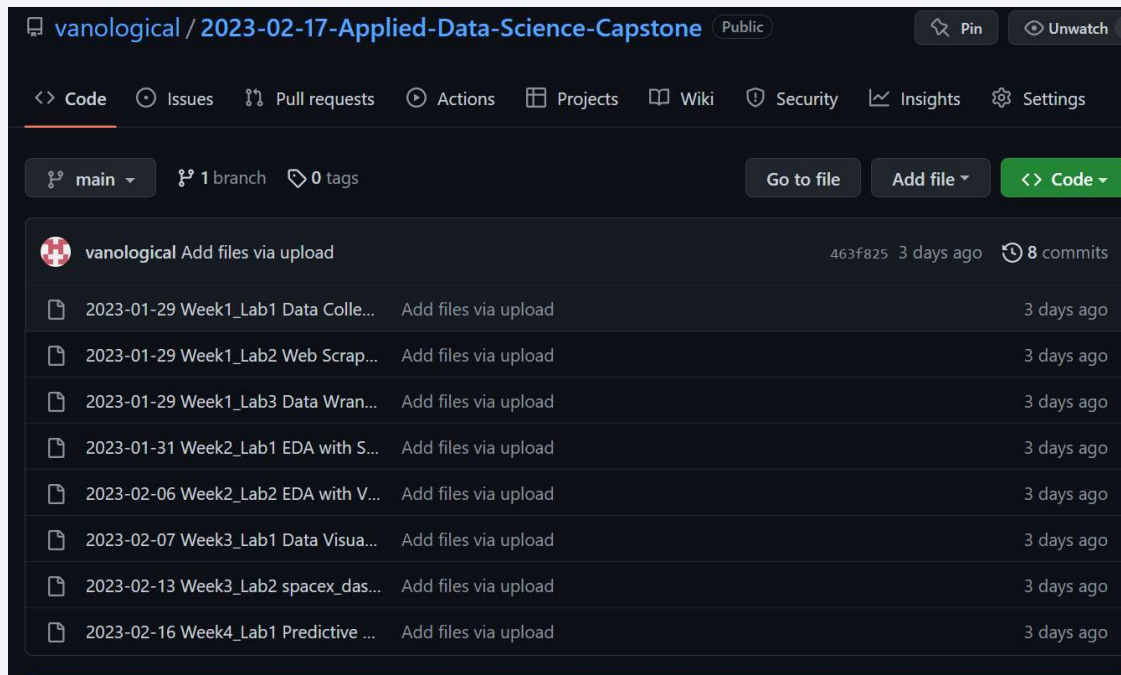 vanological / 2023-02-17-Applied-Data-Science-Capstone Public Pin Unwatch
<> Code Issues Pull requests Actions Projects Wiki Security Insights Settings
main 1 branch 0 tags Go to file Add file <> Code
vanological Add files via upload 463f825 3 days ago 8 commits
2023-01-29 Week1_Lab1 Data Colle... Add files via upload 3 days ago
2023-01-29 Week1_Lab2 Web Scrap... Add files via upload 3 days ago
2023-01-29 Week1_Lab3 Data Wran... Add files via upload 3 days ago
2023-01-31 Week2_Lab1 EDA with S... Add files via upload 3 days ago
2023-02-06 Week2_Lab2 EDA with V... Add files via upload 3 days ago
2023-02-07 Week3_Lab1 Data Visua... Add files via upload 3 days ago
2023-02-13 Week3_Lab2 spacex_das... Add files via upload 3 days ago
2023-02-16 Week4_Lab1 Predictive ... Add files via upload 3 days ago